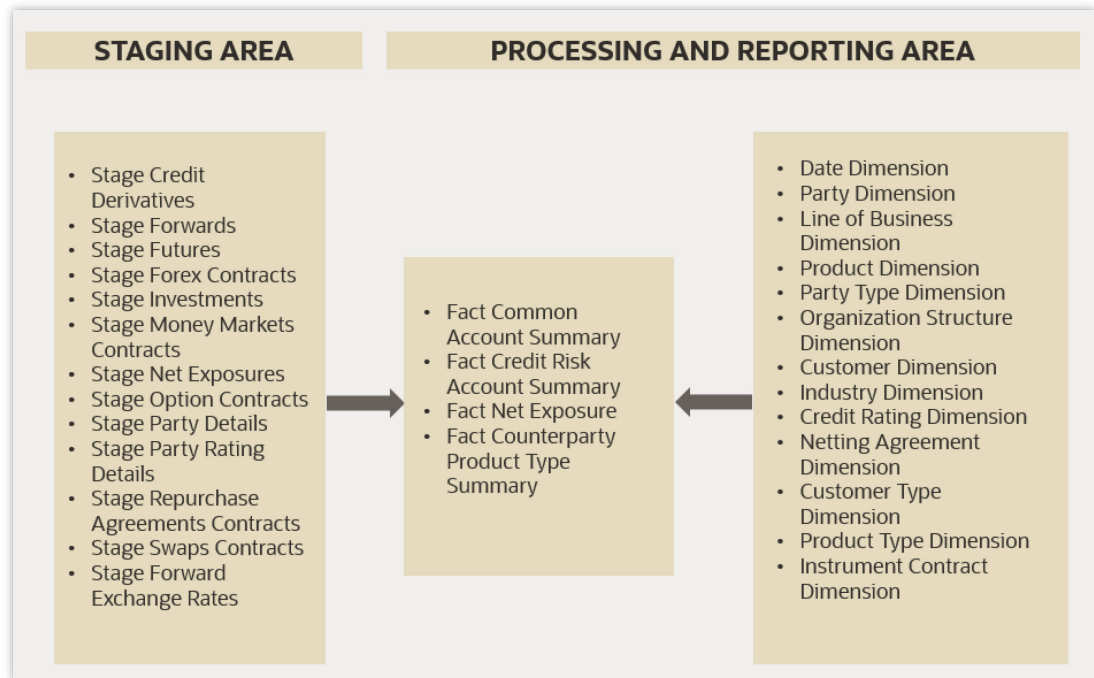 STAGING AREA
PROCESSING AND REPORTING AREA
• Stage Credit
Derivatives
• Stage Forwards
• Stage Futures
• Stage Forex Contracts
• Stage Investments
• Stage Money Markets
Contracts
• Stage Net Exposures
• Stage Option Contracts
• Stage Party Details
• Stage Party Rating
Details
• Stage Repurchase
Agreements Contracts
• Stage Swaps Contracts
• Stage Forward
Exchange Rates
• Fact Common
Account Summary
• Fact Credit Risk
Account Summary
• Fact Net Exposure
• Fact Counterparty
Product Type
Summary
• Date Dimension
• Party Dimension
• Line of Business
Dimension
• Product Dimension
• Party Type Dimension
• Organization Structure
Dimension
• Customer Dimension
• Industry Dimension
• Credit Rating Dimension
• Netting Agreement
Dimension
• Customer Type
Dimension
• Product Type Dimension
• Instrument Contract
Dimension